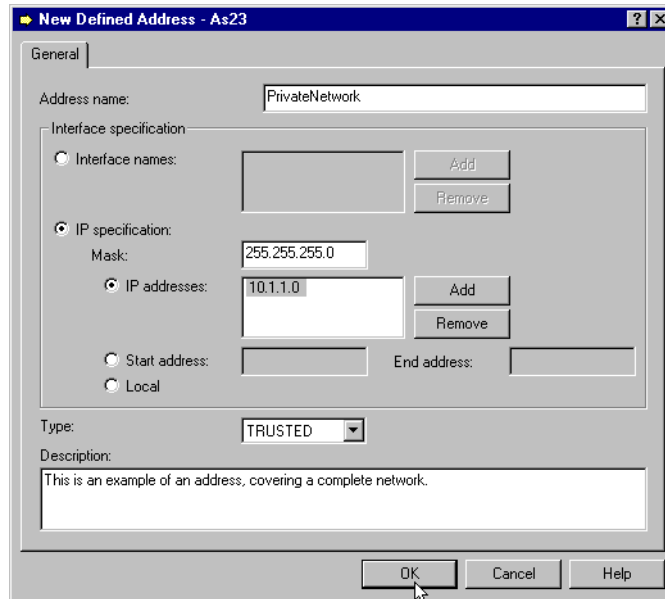 New Defined Address - As23
General
Address name: PrivateNetwork
Interface specification
Interface names: Add
Remove
IP specification:
Mask: 255.255.255.0
IP addresses: 10.1.1.0 Add
Remove
Start address: End address:
Local
Type: TRUSTED
Description:
This is an example of an address, covering a complete network.
OK Cancel Help